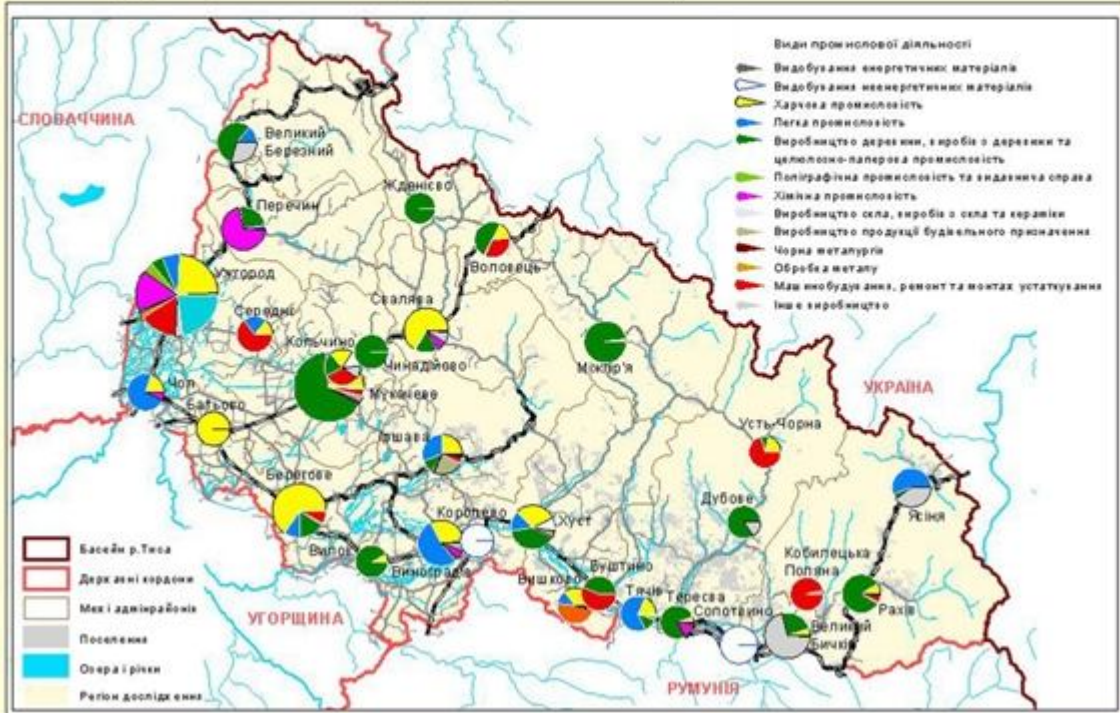 Види промислової діяльності
Видобування енергетичних матеріалів
Видобування неенергетичних матеріалів
Харчова промисловість
Легка промисловість
Виробництво деревини, виробів з деревини та
целюлозно-паперова промисловість
Поліграфічна промисловість та видавнича справа
Хімічна промисловість
Виробництво скла, виробів з скла та кераміки
Виробництво продукції будівельного призначення
Чорна металургія
Обробка металу
Машинобудування, ремонт та монтаж устаткування
Інше виробництво
СЛОВАЧЧИНА
Великий
Березний
Жденієво
Перечин
Воловець
Ужгород
Свалява
Середнє
Кольчино
Чинадійово
Міжгір'я
УКРАЇНА
Чоп
Мукачеве
Батьово
Іршава
Усть-Чорна
Берегове
Ясіня
Королево
Хуст
Дубове
Вилок
Виноградів
Буштино
Кобилецька
Поляна
Вишково
Тячів
Тересва
Рахів
Солотвино
Великий
Бичків
УГОРЩИНА
РУМУНІЯ
Басейн р.Тиса
Державні кордони
Межі адмінрайонів
Поселення
Озера і річки
Регіон дослідження